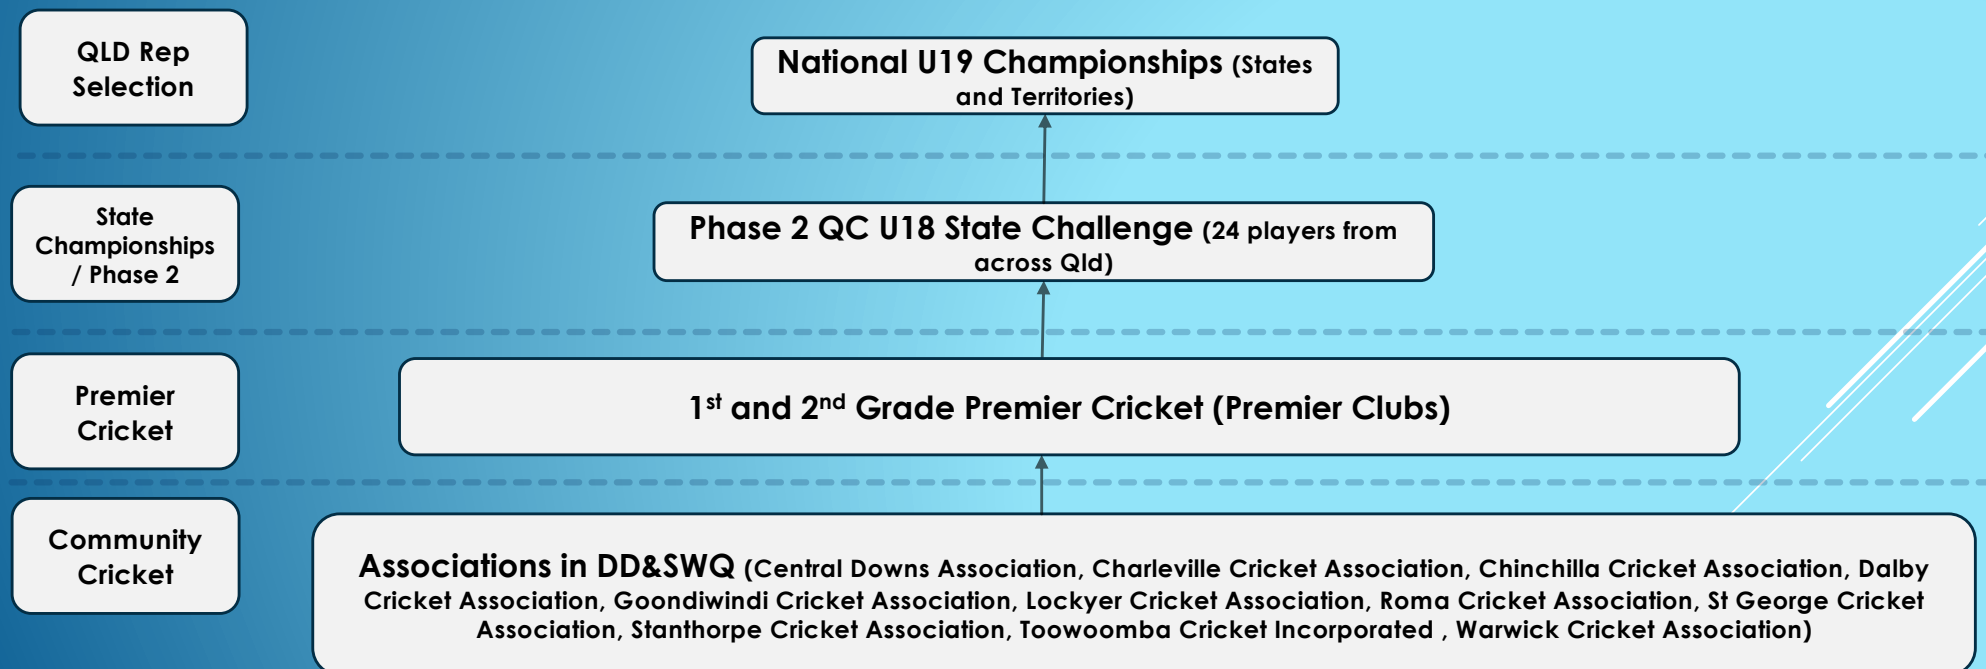 QLD Rep
Selection
National U19 Championships (States
and Territories)
State
Championships
/ Phase 2
Phase 2 QC U18 State Challenge (24 players from
across Qld)
Premier
Cricket
1st and 2nd Grade Premier Cricket (Premier Clubs)
Community
Cricket
Associations in DD&SWQ (Central Downs Association, Charleville Cricket Association, Chinchilla Cricket Association, Dalby
Cricket Association, Goondiwindi Cricket Association, Lockyer Cricket Association, Roma Cricket Association, St George Cricket
Association, Stanthorpe Cricket Association, Toowoomba Cricket Incorporated , Warwick Cricket Association)